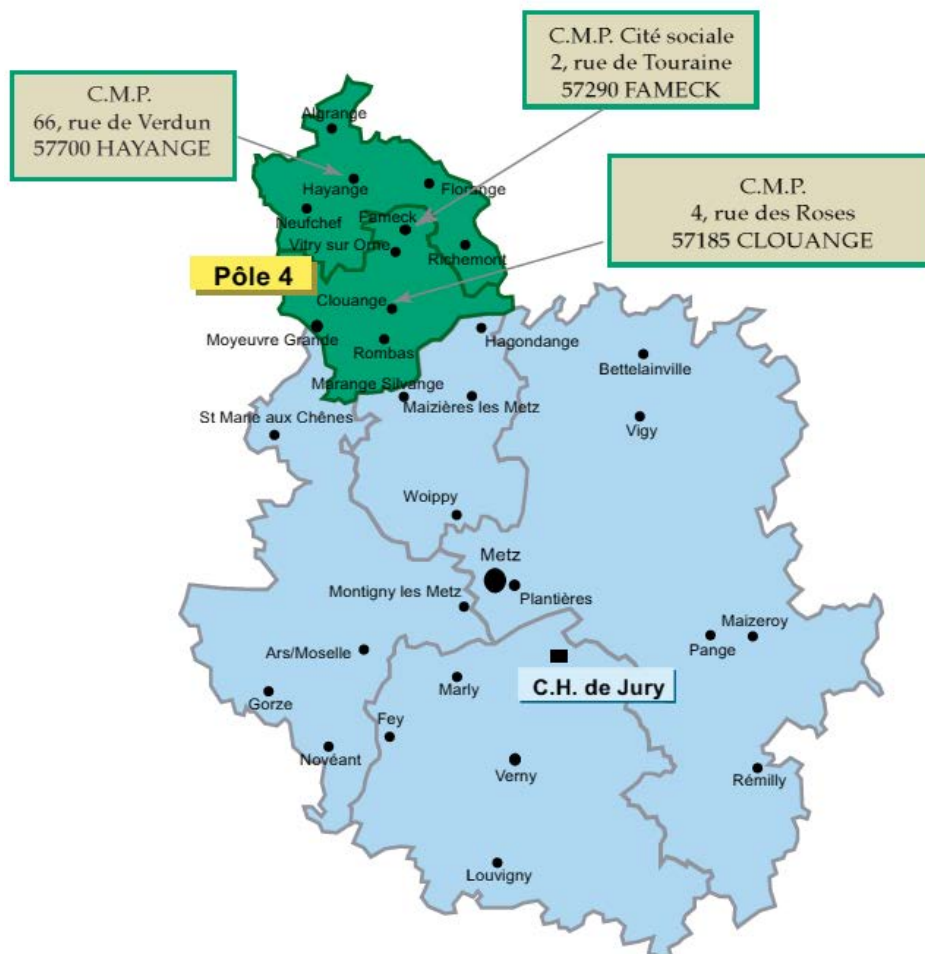 C.M.P. Cité sociale
2, rue de Touraine
57290 FAMECK
C.M.P.
66, rue de Verdun
57700 HAYANGE
C.M.P.
4, rue des Roses
57185 CLOUANGE
Algrange
Hayange
Florange
Neufchef
Fameck
Vitry sur Orne
Richemont
Pôle 4
Clouange
Moyeuvre Grande
Rombas
Hagondange
Bettelainville
Marange Silvange
Maizières les Metz
St Marie aux Chênes
Vigy
Woippy
Metz
Plantières
Montigny les Metz
Maizeroy
Pange
Ars/Moselle
Marly
C.H. de Jury
Gorze
Fey
Novéant
Verny
Rémilly
Louvigny